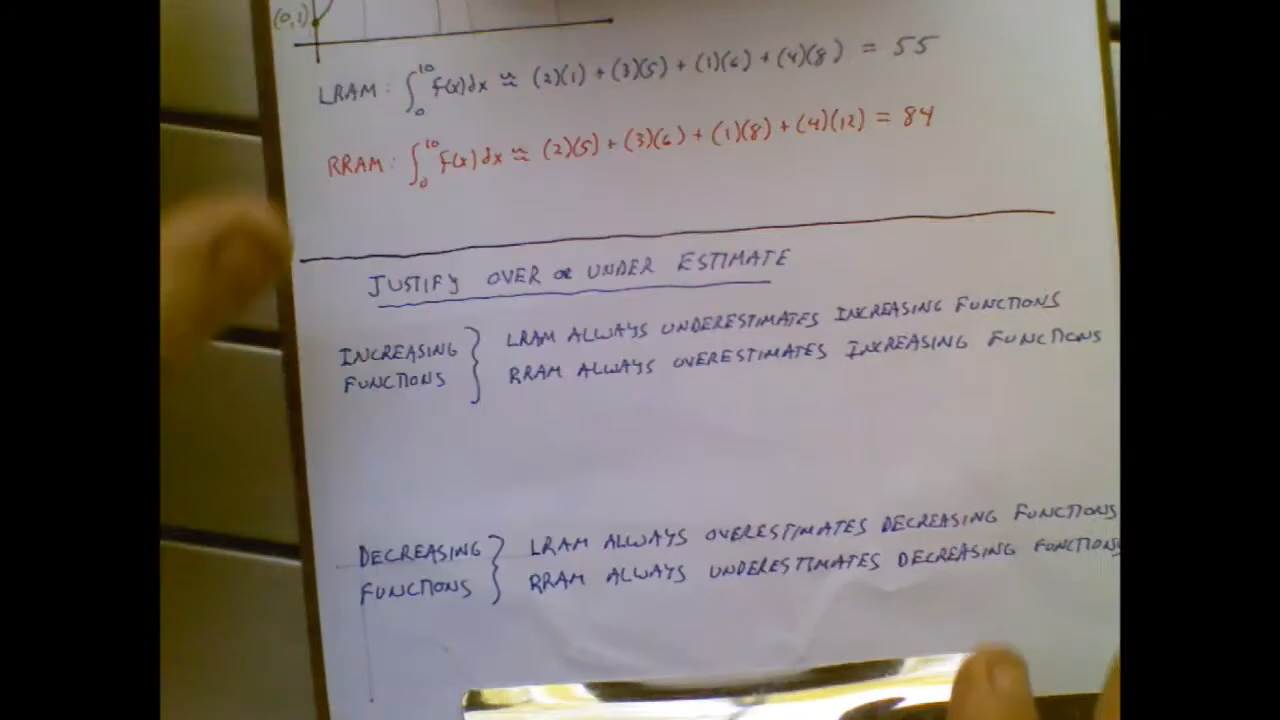 (0,1)
LRAM: ∫₀¹⁰ f(x)dx ≈ (2)(1) + (3)(5) + (1)(6) + (4)(8) = 55
RRAM: ∫₀¹⁰ f(x)dx ≈ (2)(5) + (3)(6) + (1)(8) + (4)(12) = 84
JUSTIFY OVER OR UNDER ESTIMATE
INCREASING
FUNCTIONS
LRAM ALWAYS UNDERESTIMATES INCREASING FUNCTIONS
RRAM ALWAYS OVERESTIMATES INCREASING FUNCTIONS
DECREASING
FUNCTIONS
LRAM ALWAYS OVERESTIMATES DECREASING FUNCTIONS
RRAM ALWAYS UNDERESTIMATES DECREASING FUNCTIONS